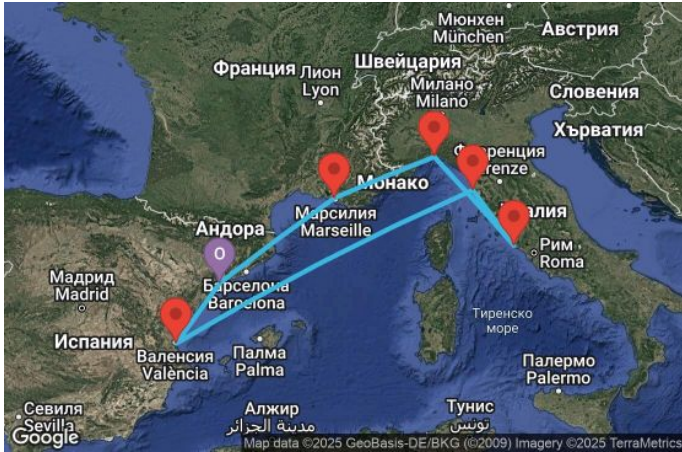 Мюнхен
München
Австрия
Швейцария
Франция
Лион
Lyon
Милано
Milano
Словения
Хърватия
Флоренция
Firenze
Монако
Италия
Марсилия
Marseille
Андора
O
Рим
Roma
Барселона
Barcelona
Мадрид
Madrid
Тиренско
море
Испания
Валенсия
València
Палма
Palma
Палермо
Palermo
Севиля
Sevilla
Алжир
مدينة الجزائر
Тунис
تونس
Google
Map data ©2025 GeoBasis-DE/BKG (©2009) Imagery ©2025 TerraMetrics